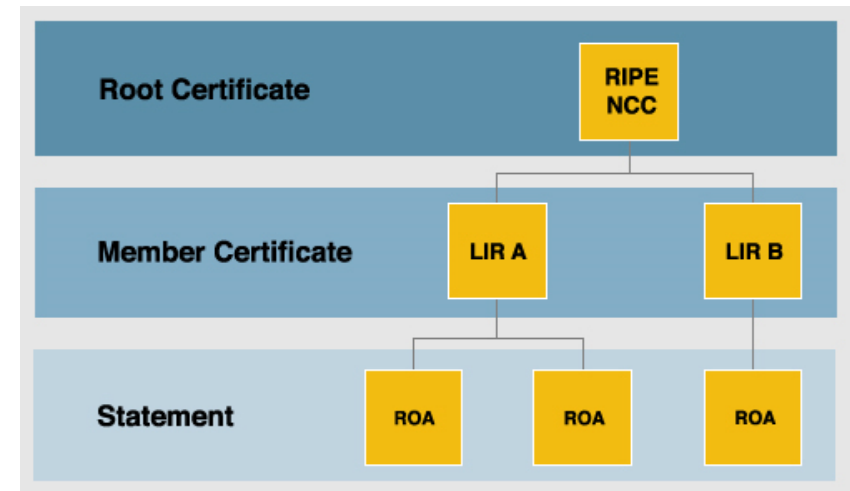 Root Certificate
RIPE
NCC
Member Certificate
LIR A
LIR B
Statement
ROA
ROA
ROA